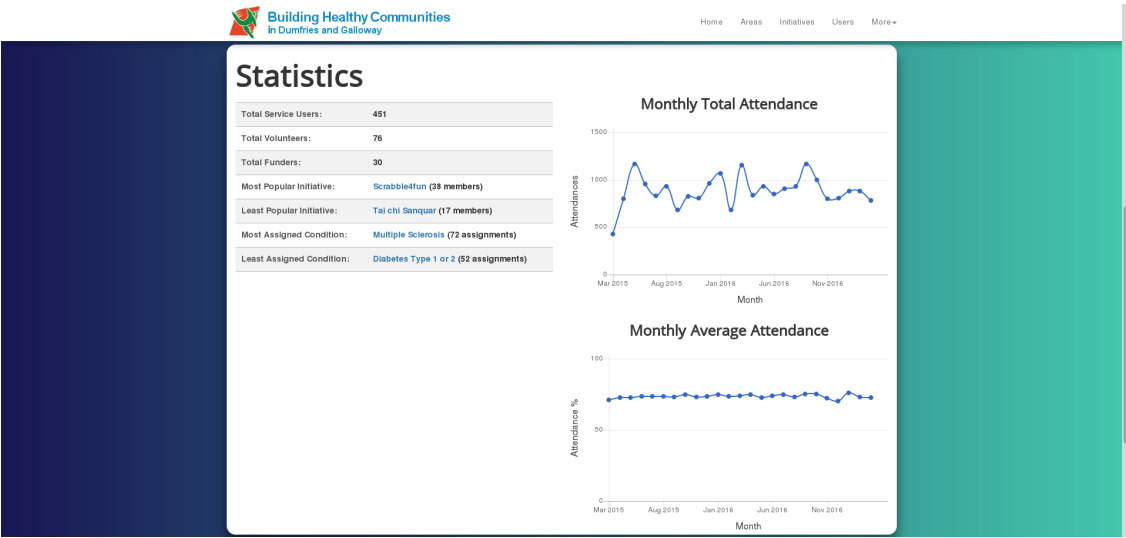 Building Healthy Communities
in Dumfries and Galloway
Home Areas Initiatives Users More
Statistics
Total Service Users: 451
Total Volunteers: 76
Total Funders: 30
Most Popular Initiative: Scrabble4fun (38 members)
Least Popular Initiative: Tai chi Sanquar (17 members)
Most Assigned Condition: Multiple Sclerosis (72 assignments)
Least Assigned Condition: Diabetes Type 1 or 2 (52 assignments)
Monthly Total Attendance
1500
1000
500
0
Attendances
Mar 2015 Aug 2015 Jan 2016 Jun 2016 Nov 2016
Month
Monthly Average Attendance
100
50
0
Attendance %
Mar 2015 Aug 2015 Jan 2016 Jun 2016 Nov 2016
Month